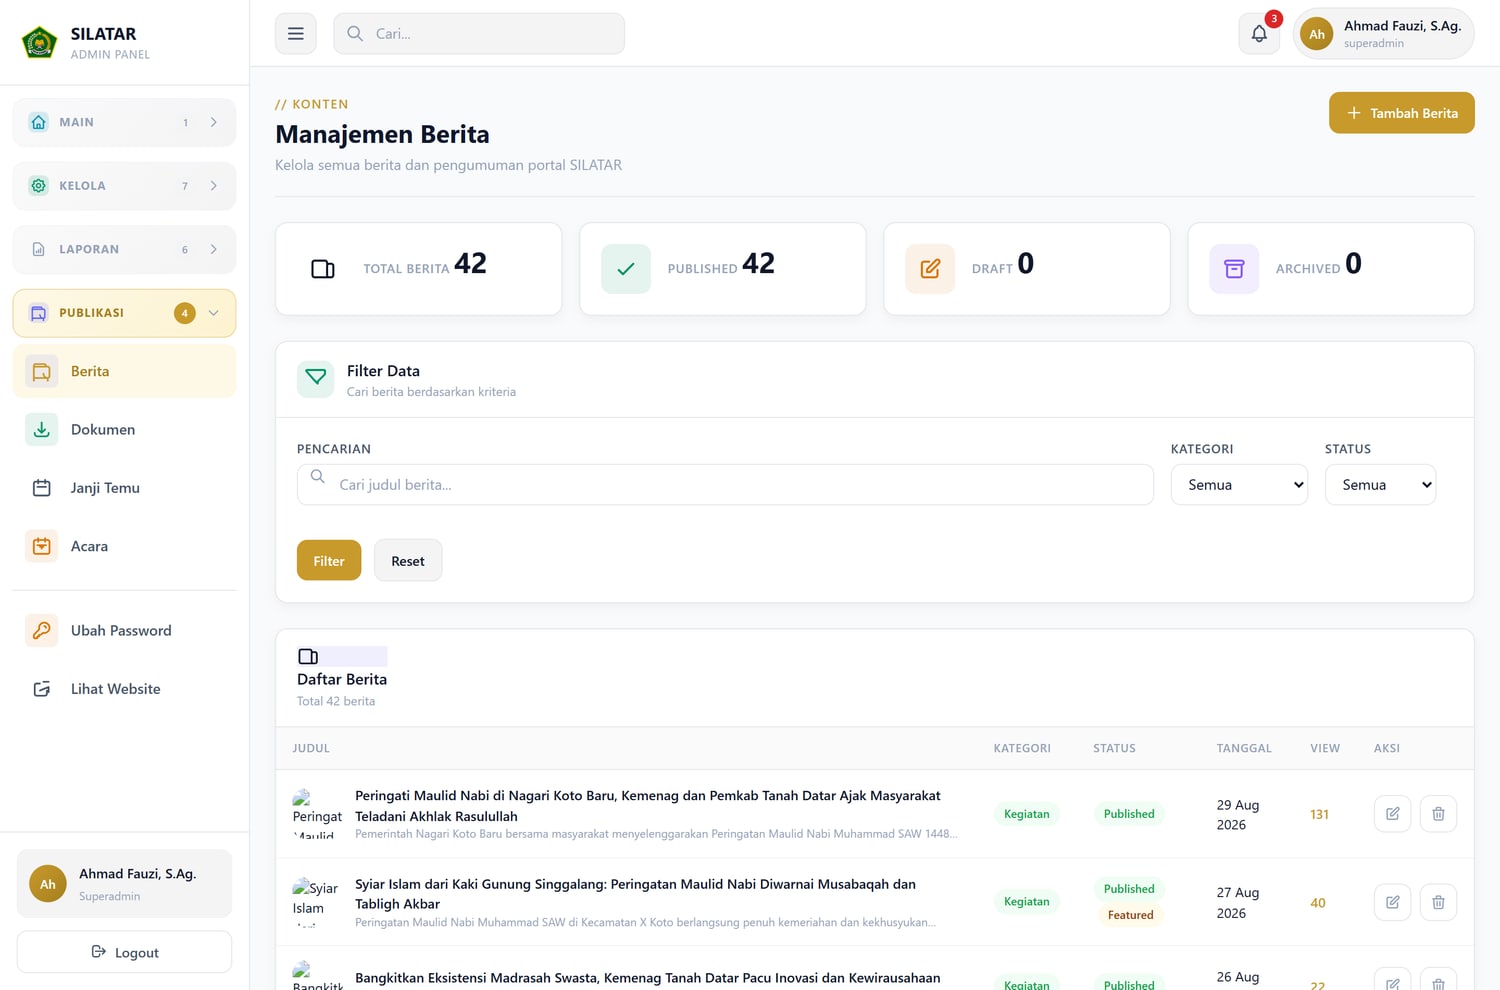 SILATAR
ADMIN PANEL
MAIN 1
KELOLA 7
LAPORAN 6
PUBLIKASI 4
Berita
Dokumen
Janji Temu
Acara
Ubah Password
Lihat Website
Ah
Ahmad Fauzi, S.Ag.
Superadmin
Logout
Cari...
3
Ah
Ahmad Fauzi, S.Ag.
superadmin
// KONTEN
Manajemen Berita
Kelola semua berita dan pengumuman portal SILATAR
Tambah Berita
TOTAL BERITA 42
PUBLISHED 42
DRAFT 0
ARCHIVED 0
Filter Data
Cari berita berdasarkan kriteria
PENCARIAN
Cari judul berita...
KATEGORI
Semua
STATUS
Semua
Filter
Reset
Daftar Berita
Total 42 berita
JUDUL KATEGORI STATUS TANGGAL VIEW AKSI
Peringat
Maulid
Peringati Maulid Nabi di Nagari Koto Baru, Kemenag dan Pemkab Tanah Datar Ajak Masyarakat
Teladani Akhlak Rasulullah
Pemerintah Nagari Koto Baru bersama masyarakat menyelenggarakan Peringatan Maulid Nabi Muhammad SAW 1448...
Kegiatan
Published
29 Aug
2026
131
Syiar
Islam
Syiar Islam dari Kaki Gunung Singgalang: Peringatan Maulid Nabi Diwarnai Musabaqah dan
Tabligh Akbar
Peringatan Maulid Nabi Muhammad SAW di Kecamatan X Koto berlangsung penuh kemeriahan dan kekhusyukan...
Kegiatan
Published
Featured
27 Aug
2026
40
Bangkitk
Bangkitkan Eksistensi Madrasah Swasta, Kemenag Tanah Datar Pacu Inovasi dan Kewirausahaan
Kegiatan
Published
26 Aug
22